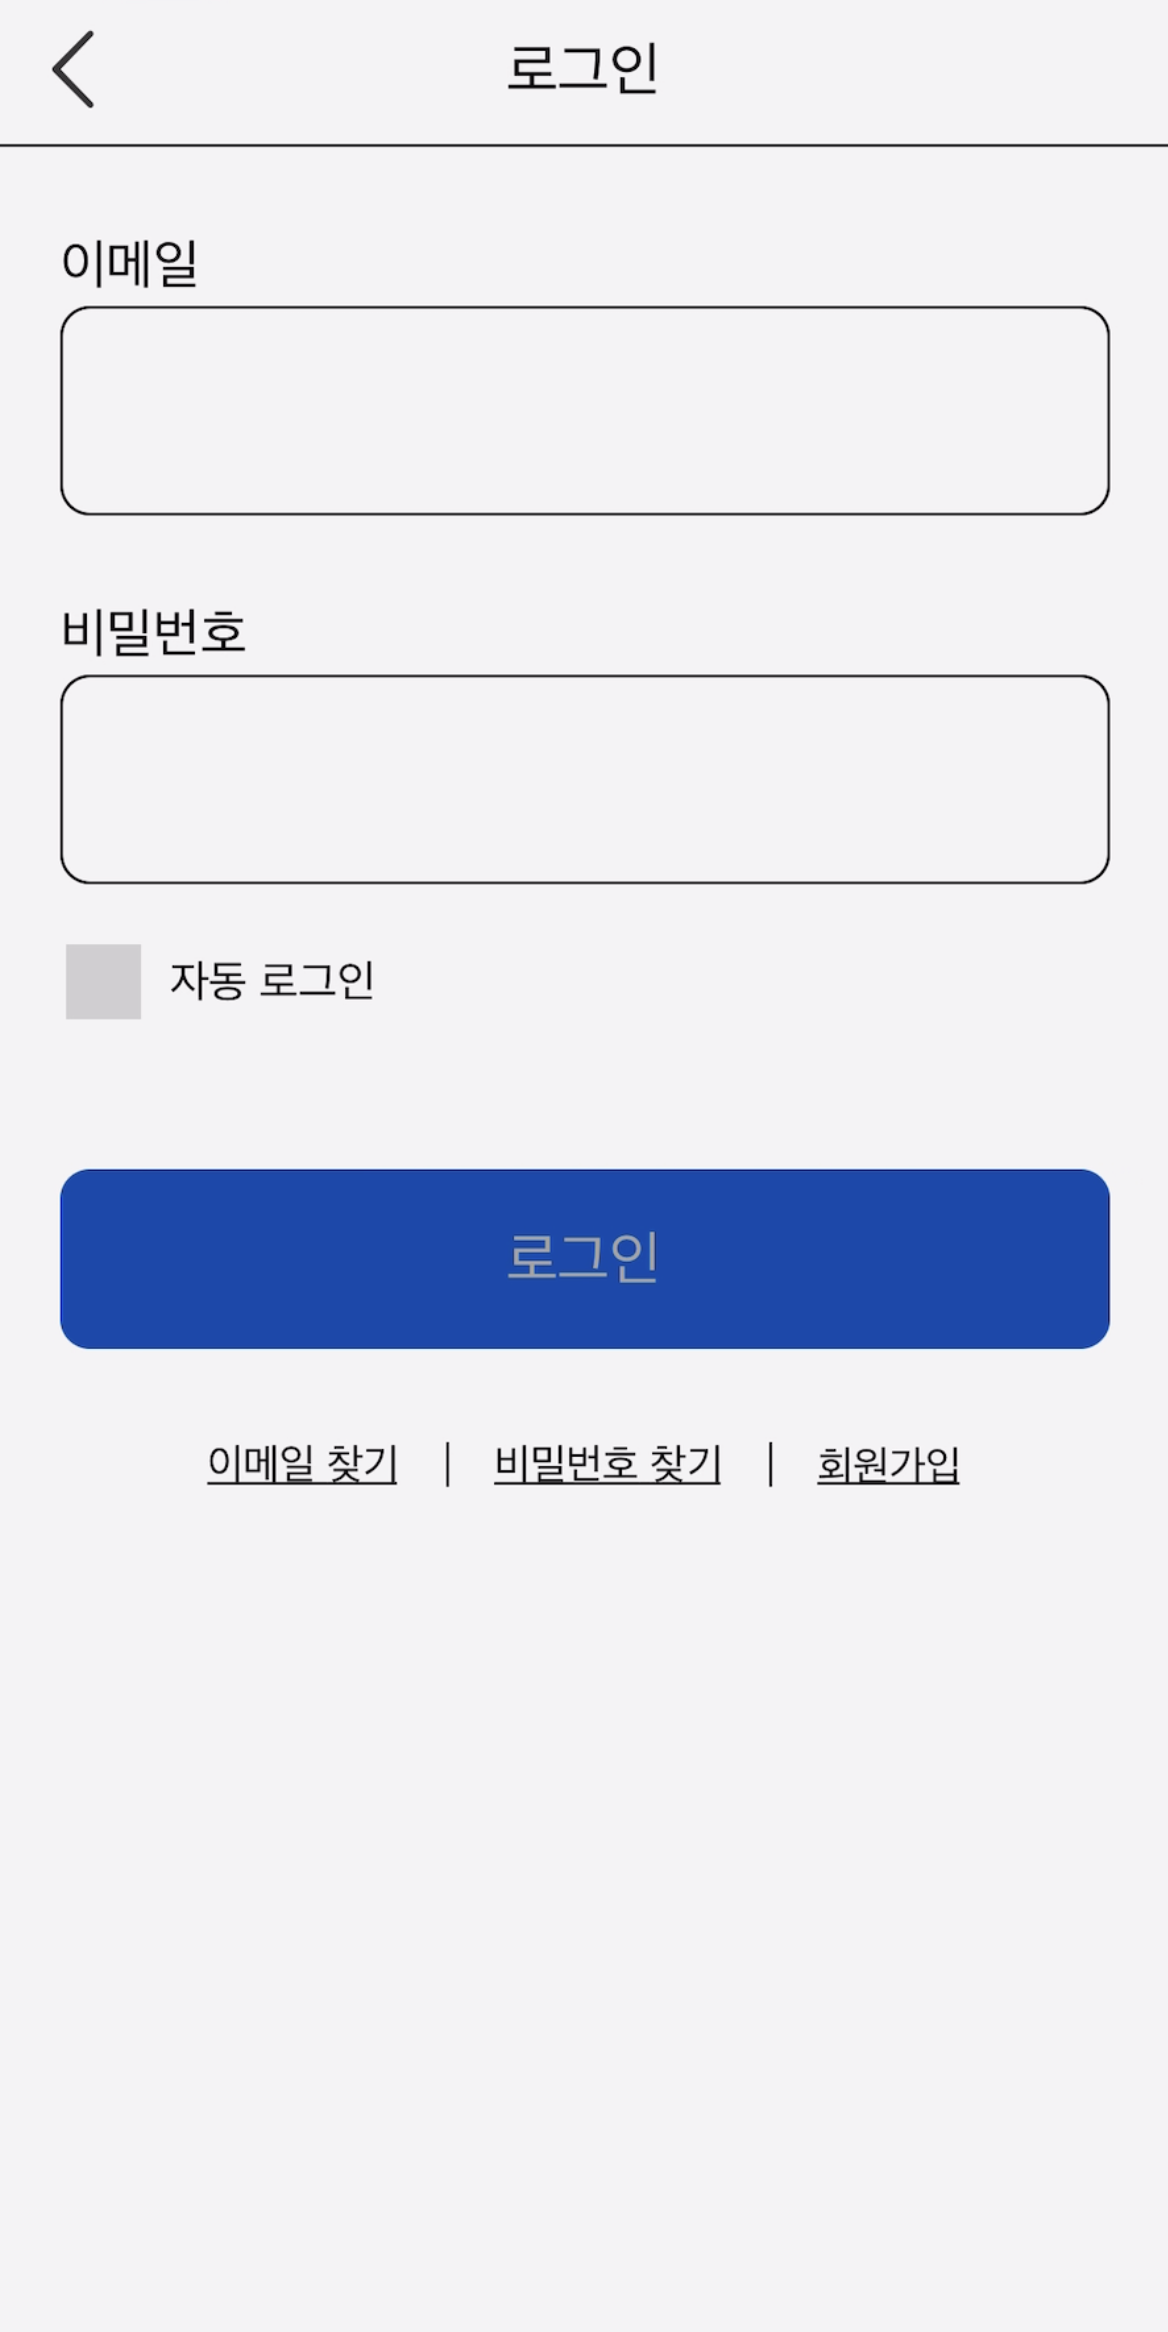 로그인
이메일
비밀번호
자동 로그인
로그인
이메일 찾기 | 비밀번호 찾기 | 회원가입